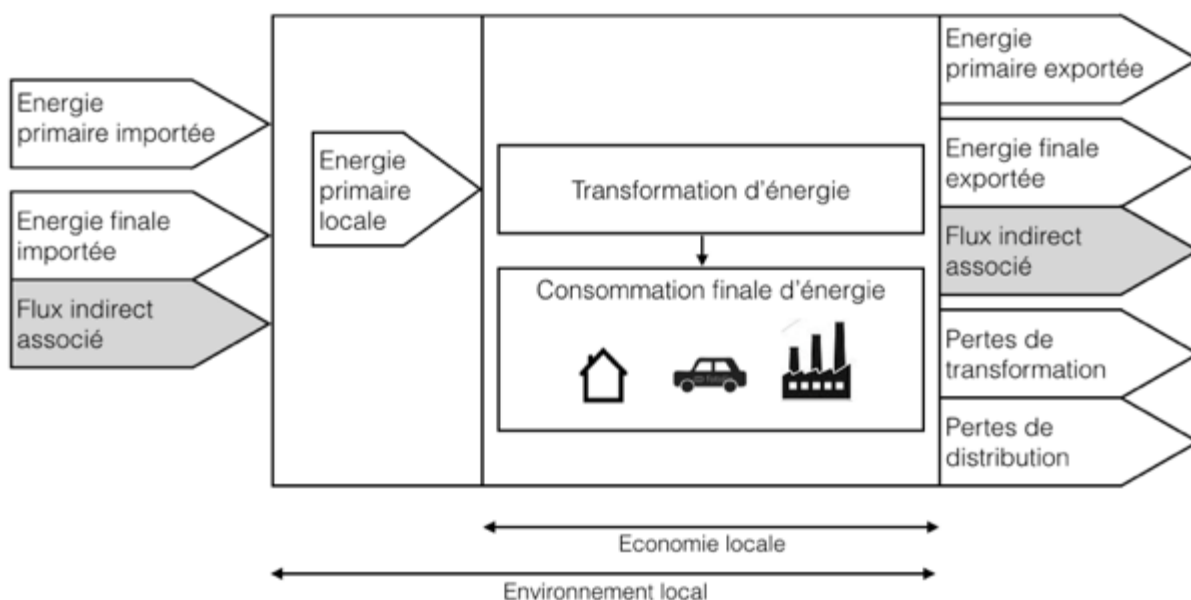 Energie
primaire importée
Energie finale
importée
Flux indirect
associé
Energie
primaire
locale
Transformation d'énergie
Consommation finale d'énergie
Energie
primaire exportée
Energie finale
exportée
Flux indirect
associé
Pertes de
transformation
Pertes de
distribution
Economie locale
Environnement local